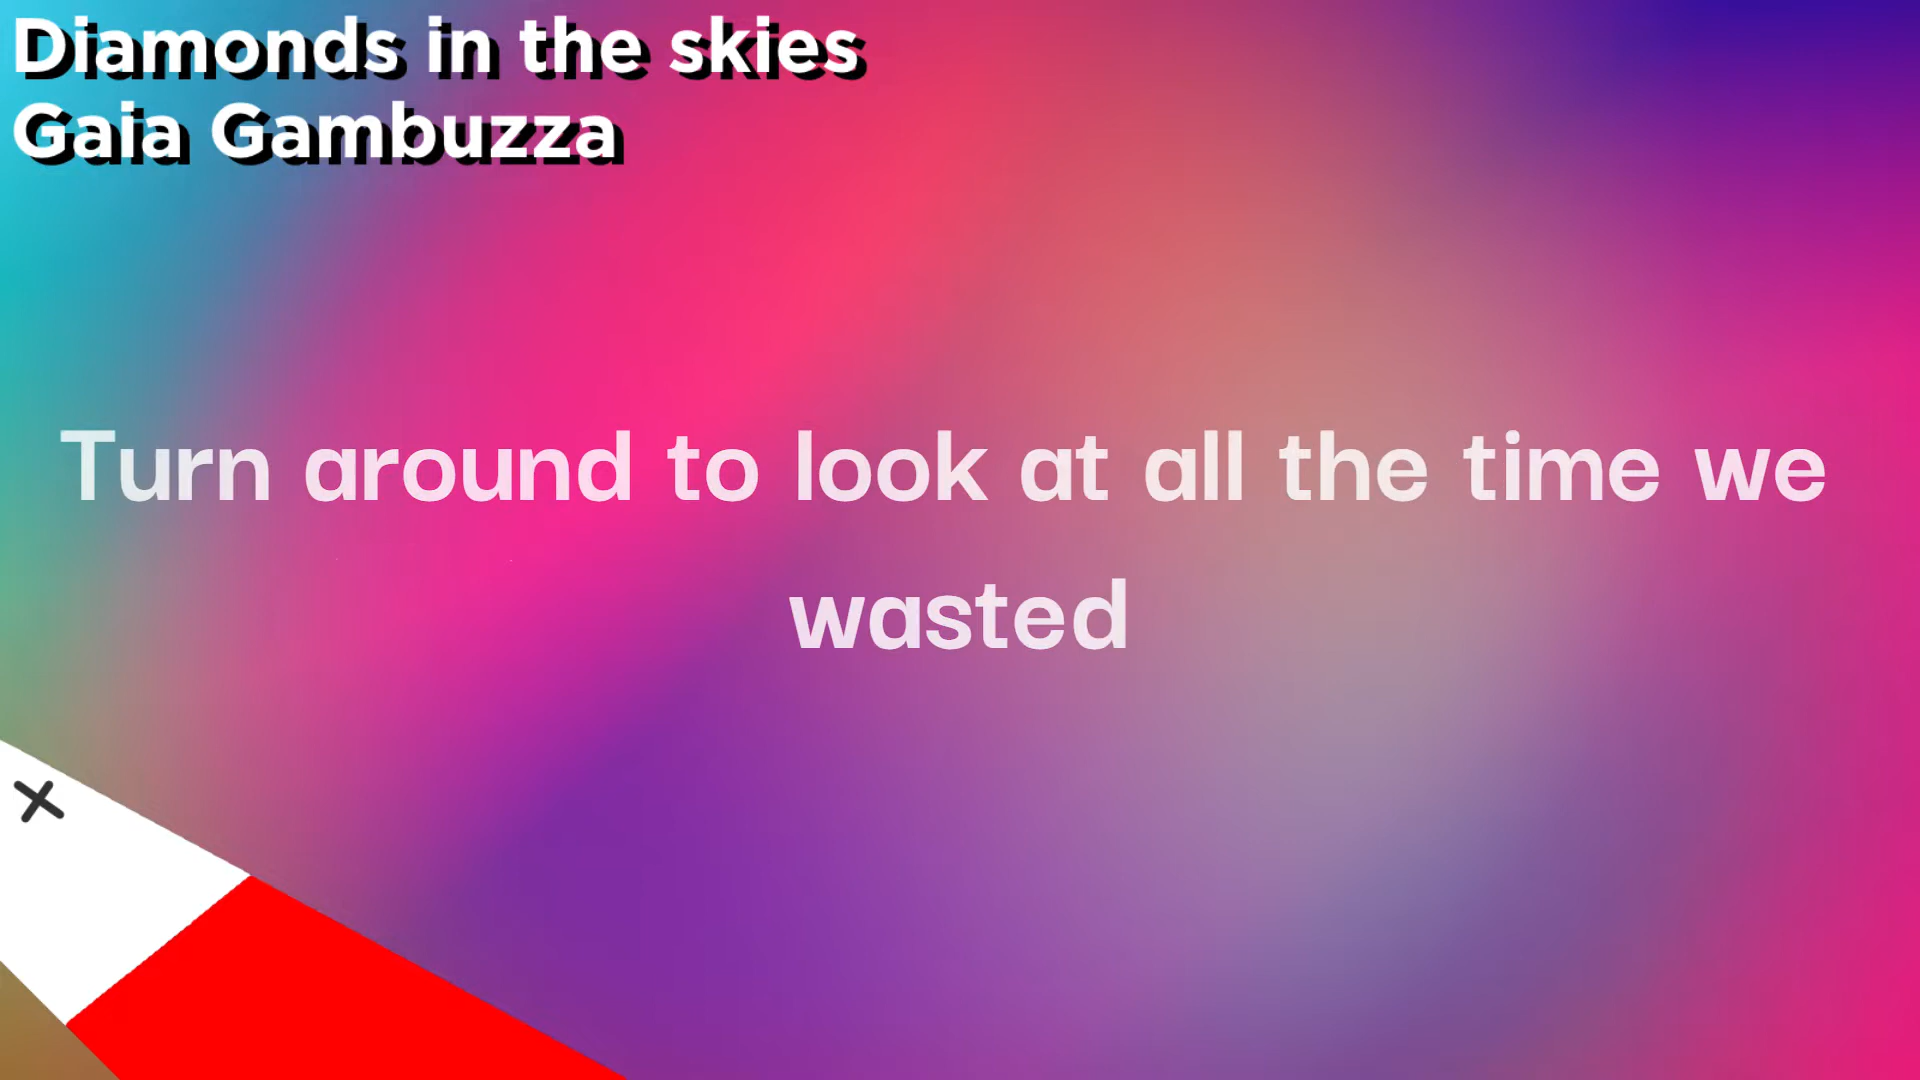 Diamonds in the skies
Gaia Gambuzza
Turn around to look at all the time we
wasted